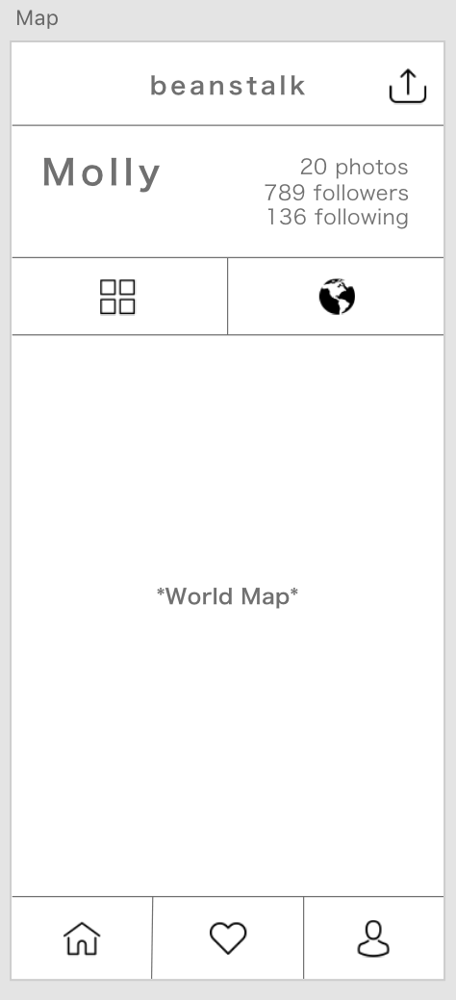 Map
beanstalk
Molly
20 photos
789 followers
136 following
*World Map*